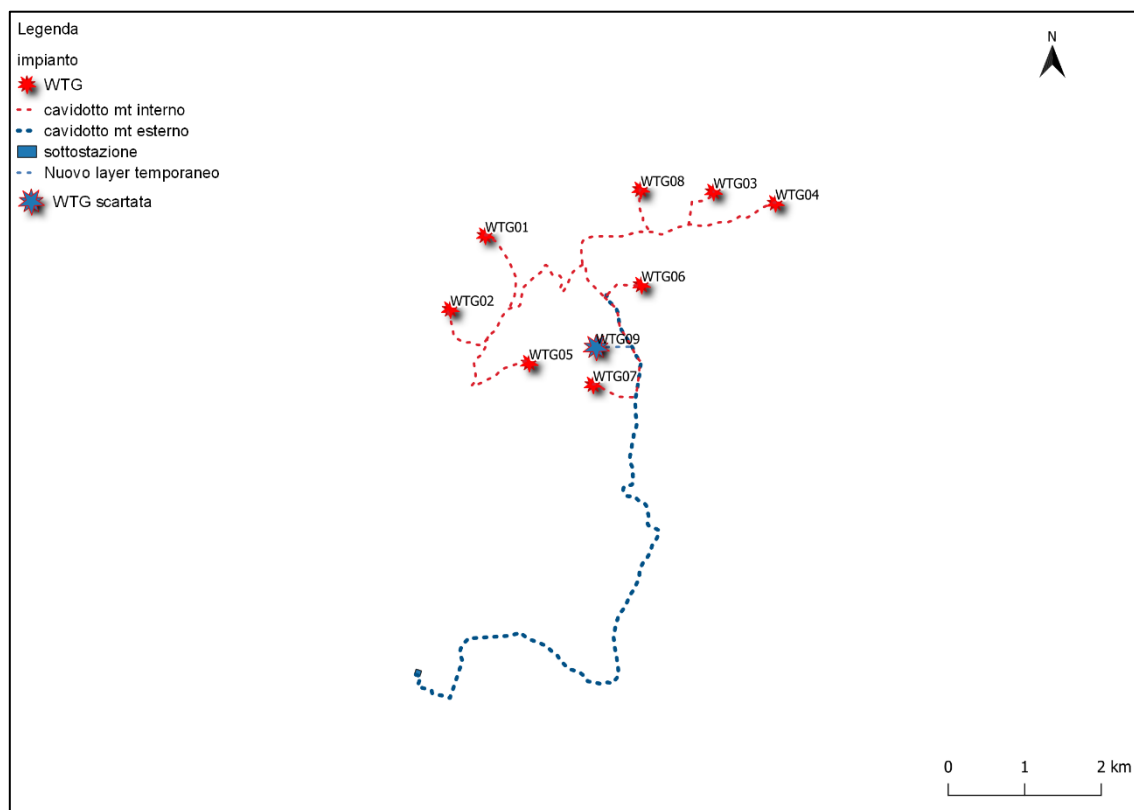 Legenda
impianto
WTG
cavidotto mt interno
cavidotto mt esterno
sottostazione
Nuovo layer temporaneo
WTG scartata
N
WTG08
WTG03
WTG04
WTG01
WTG06
WTG02
WTG09
WTG05
WTG07
0 1 2 km